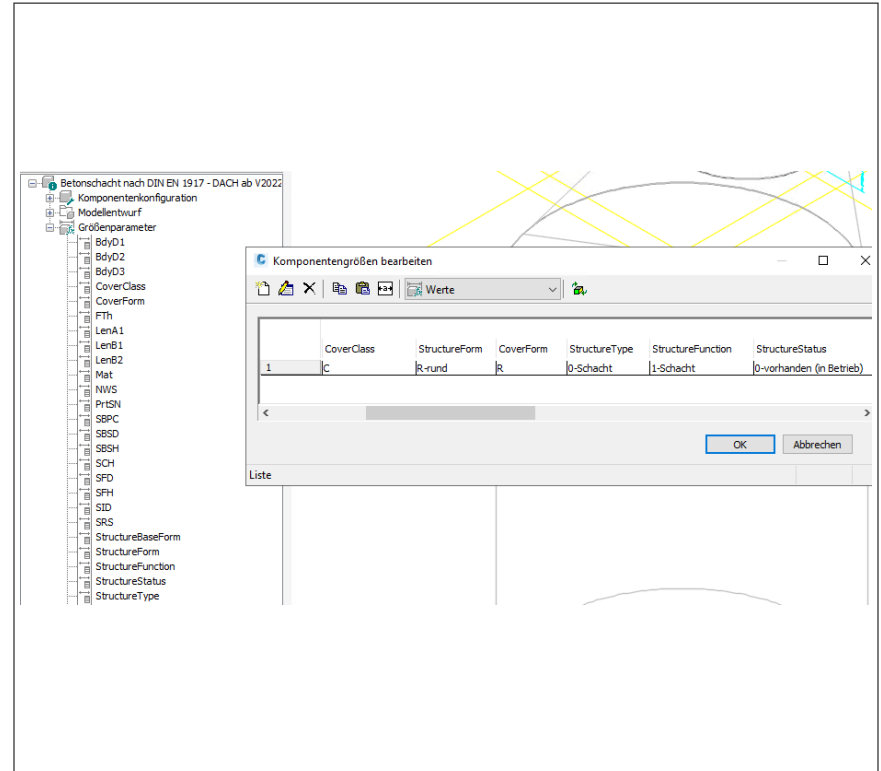 Betonschacht nach DIN EN 1917 - DACH ab V2022
Komponentenkonfiguration
Modellentwurf
Größenparameter
BdyD1
BdyD2
BdyD3
CoverClass
CoverForm
FTh
LenA1
LenB1
LenB2
Mat
NWS
PrtSN
SBPC
SBSD
SBSH
SCH
SFD
SFH
SID
SRS
StructureBaseForm
StructureForm
StructureFunction
StructureStatus
StructureType
Komponentengrößen bearbeiten
Werte
CoverClass StructureForm CoverForm StructureType StructureFunction StructureStatus
1 C R-rund R 0-Schacht 1-Schacht 0-vorhanden (in Betrieb)
OK Abbrechen
Liste